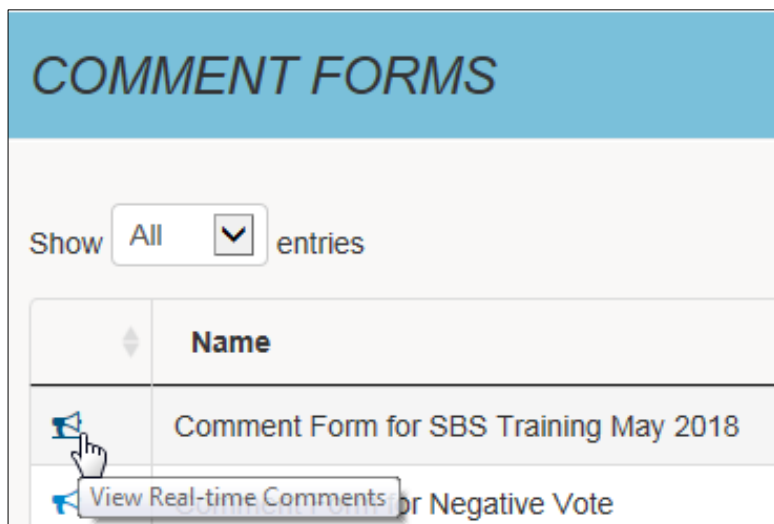 COMMENT FORMS
Show All entries
Name
Comment Form for SBS Training May 2018
View Real-time Comments for Negative Vote